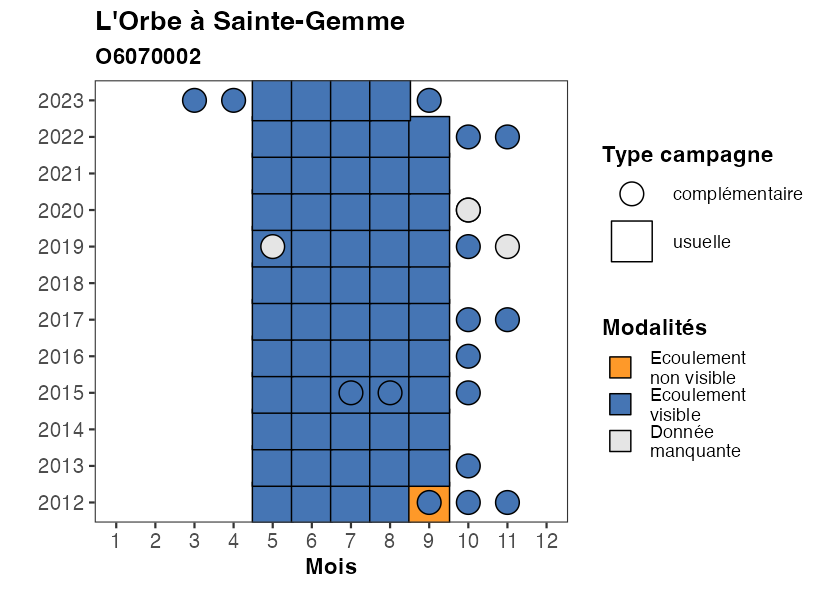 L'Orbe à Sainte-Gemme
O6070002
2023
2022
2021
2020
2019
2018
2017
2016
2015
2014
2013
2012
1 2 3 4 5 6 7 8 9 10 11 12
Mois
Type campagne
complémentaire
usuelle
Modalités
Ecoulement
non visible
Ecoulement
visible
Donnée
manquante